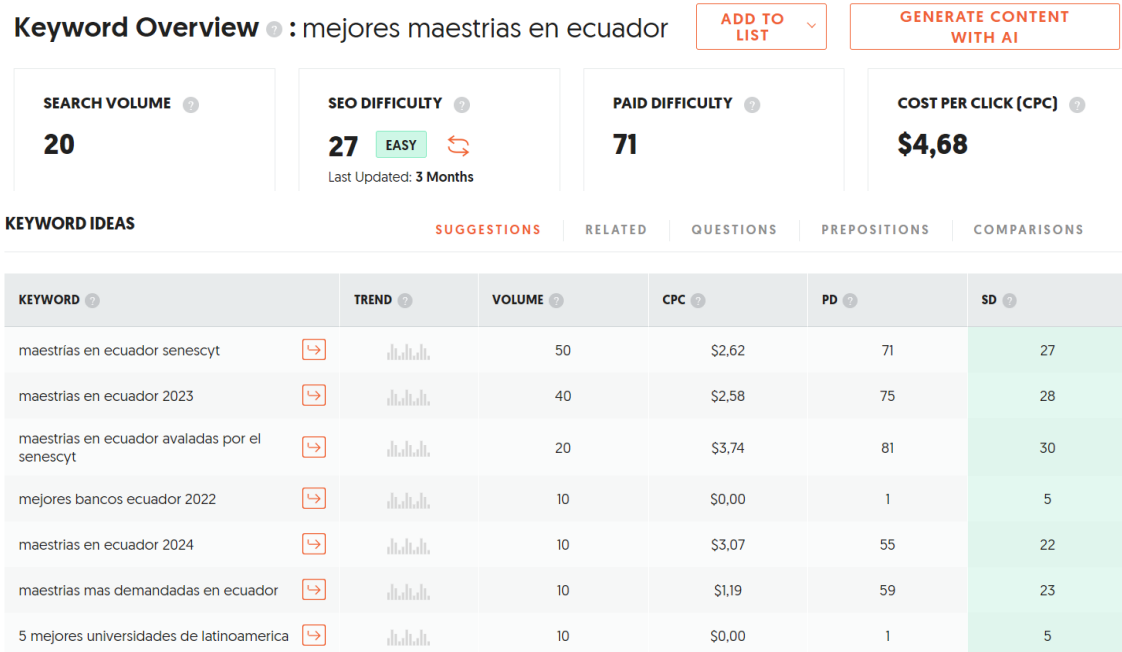 Keyword Overview ? : mejores maestrias en ecuador
ADD TO
LIST
GENERATE CONTENT
WITH AI
SEARCH VOLUME ?
20
SEO DIFFICULTY ?
27 EASY
Last Updated: 3 Months
PAID DIFFICULTY ?
71
COST PER CLICK (CPC) ?
$4,68
KEYWORD IDEAS
SUGGESTIONS RELATED QUESTIONS PREPOSITIONS COMPARISONS
KEYWORD ? TREND ? VOLUME ? CPC ? PD ? SD ?
maestrías en ecuador senescyt 50 $2,62 71 27
maestrias en ecuador 2023 40 $2,58 75 28
maestrias en ecuador avaladas por el
senescyt 20 $3,74 81 30
mejores bancos ecuador 2022 10 $0,00 1 5
maestrias en ecuador 2024 10 $3,07 55 22
maestrias mas demandadas en ecuador 10 $1,19 59 23
5 mejores universidades de latinoamerica 10 $0,00 1 5